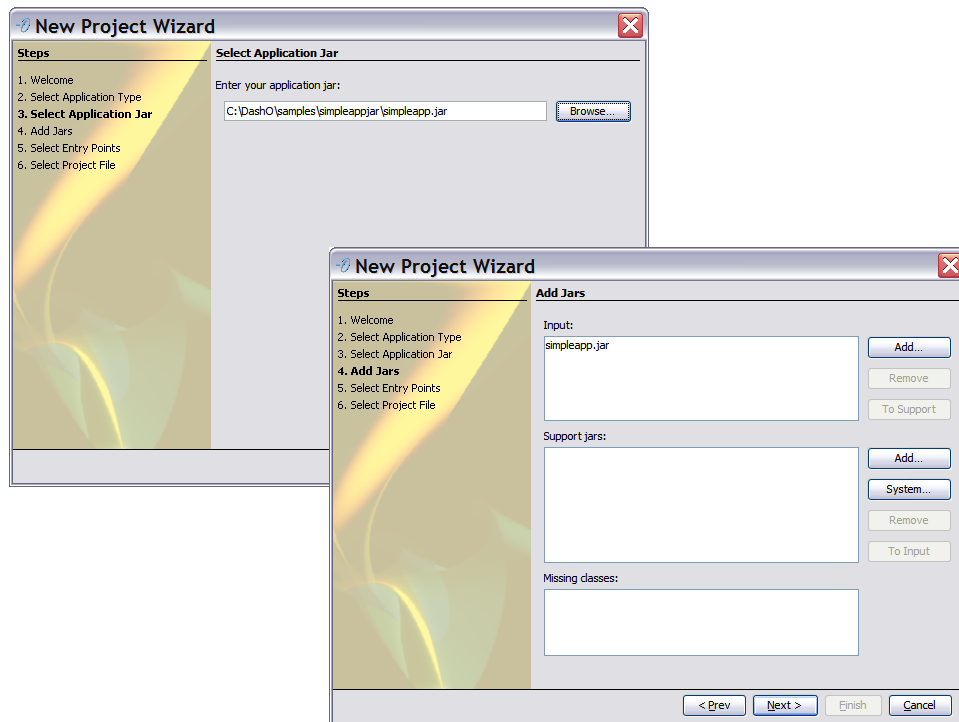 New Project Wizard
Steps
1. Welcome
2. Select Application Type
3. Select Application Jar
4. Add Jars
5. Select Entry Points
6. Select Project File
Select Application Jar
Enter your application jar:
C:\DashO\samples\simpleappjar\simpleapp.jar
Browse...
New Project Wizard
Steps
1. Welcome
2. Select Application Type
3. Select Application Jar
4. Add Jars
5. Select Entry Points
6. Select Project File
Add Jars
Input:
simpleapp.jar
Add...
Remove
To Support
Support jars:
Add...
System...
Remove
To Input
Missing classes:
< Prev
Next >
Finish
Cancel